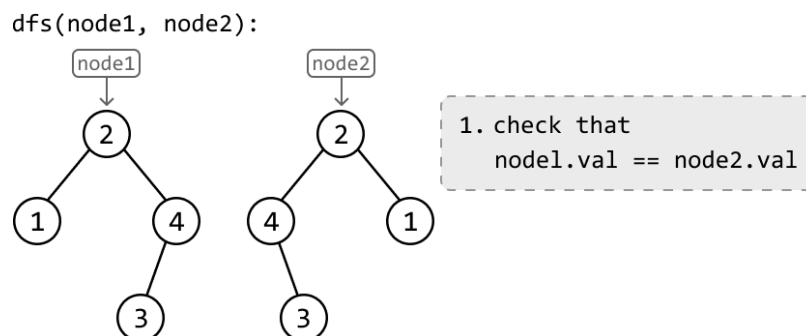 dfs(node1, node2):
node1
node2
2
2
1. check that
nodel.val == node2.val
1
4
4
1
3
3